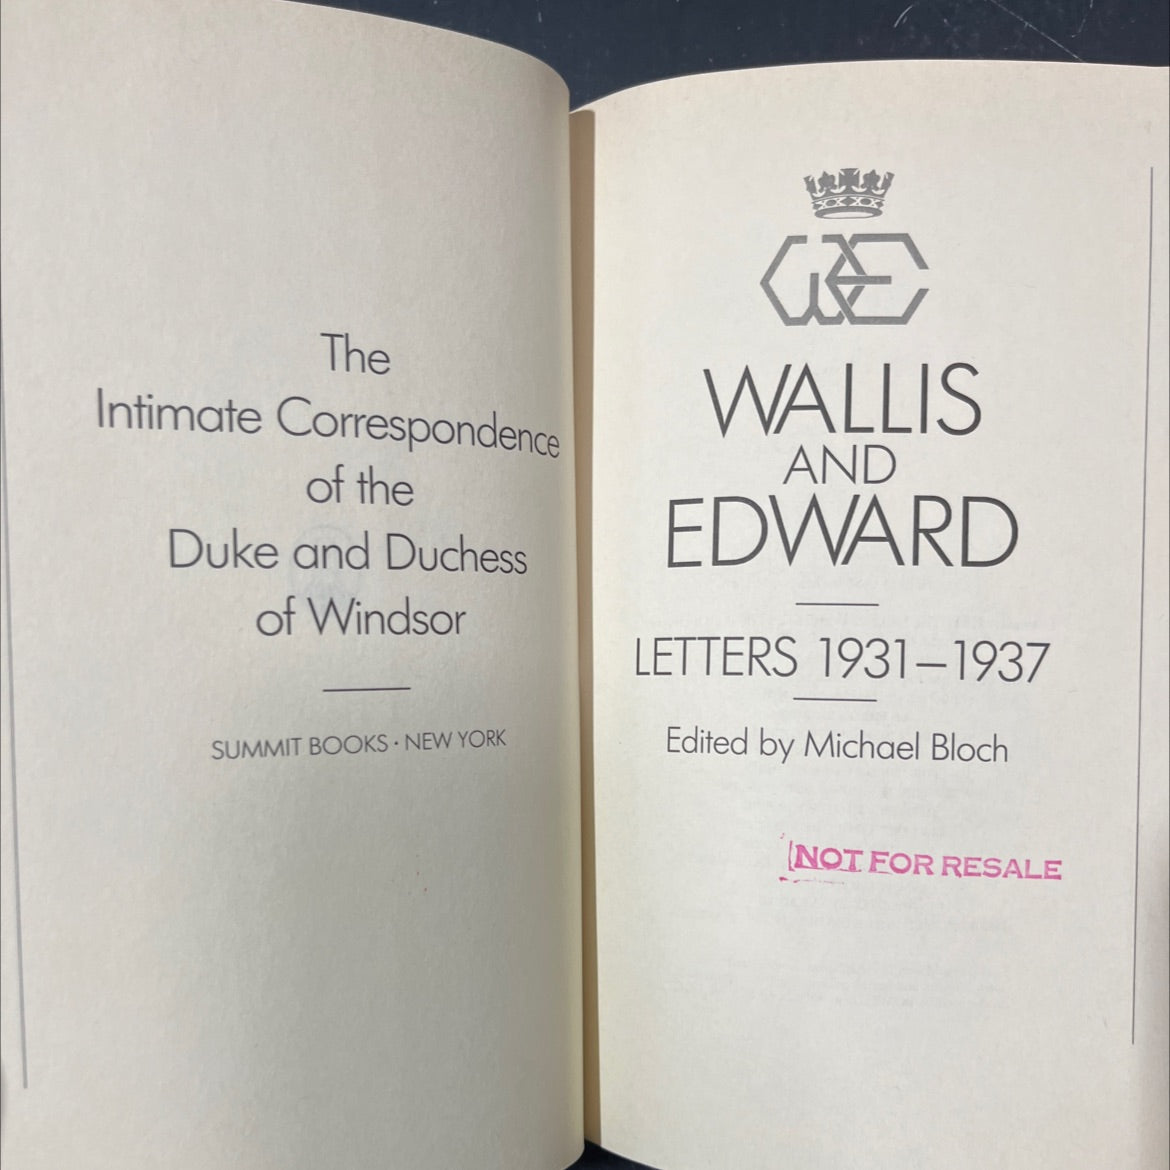 The
Intimate Correspondence
of the
Duke and Duchess
of Windsor
SUMMIT BOOKS · NEW YORK
WE
WALLIS
AND
EDWARD
LETTERS 1931–1937
Edited by Michael Bloch
NOT FOR RESALE